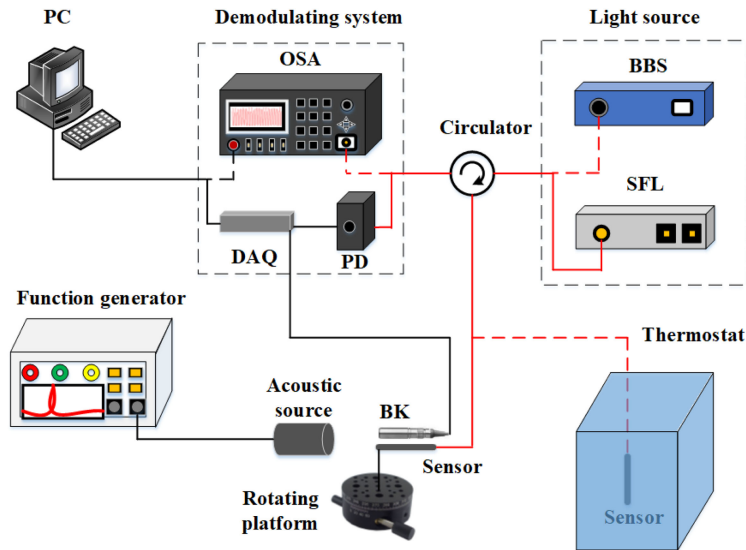 PC
Demodulating system
Light source
OSA
BBS
Circulator
SFL
DAQ
PD
Function generator
Thermostat
Acoustic
source
BK
Sensor
Rotating
platform
Sensor